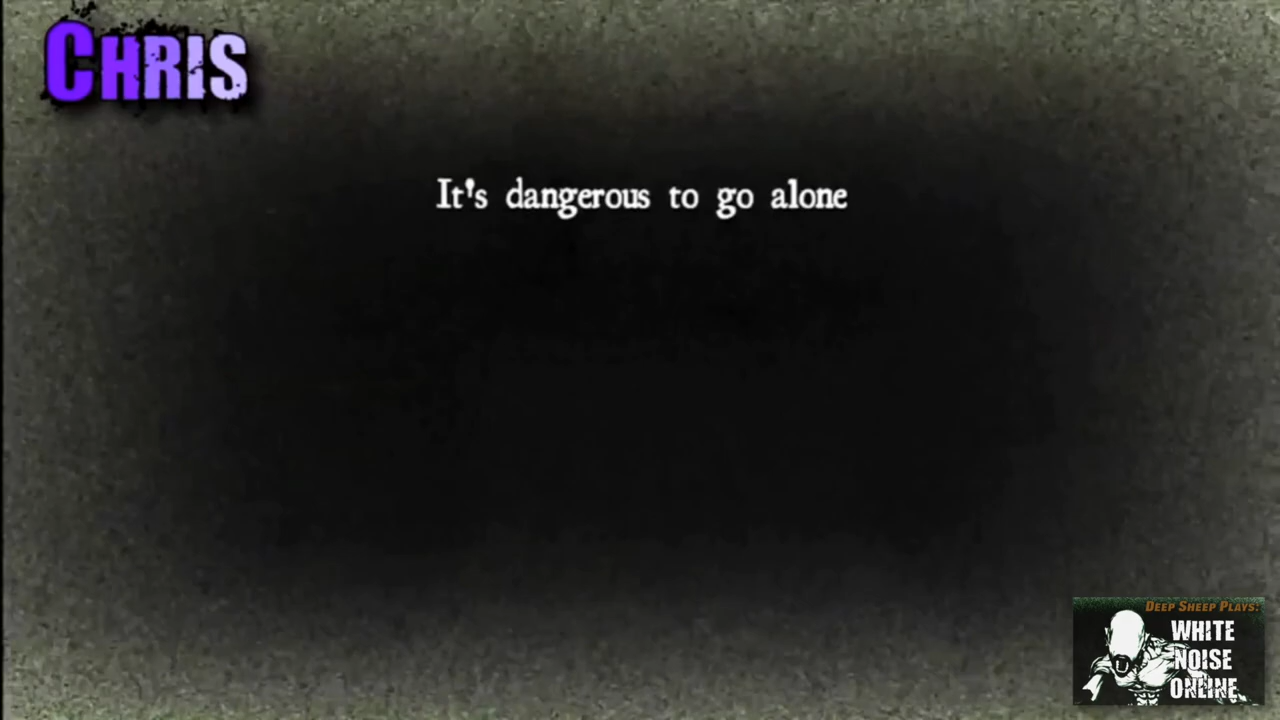 CHRIS
It's dangerous to go alone
DEEP SHEEP PLAYS:
WHITE
NOISE
ONLINE